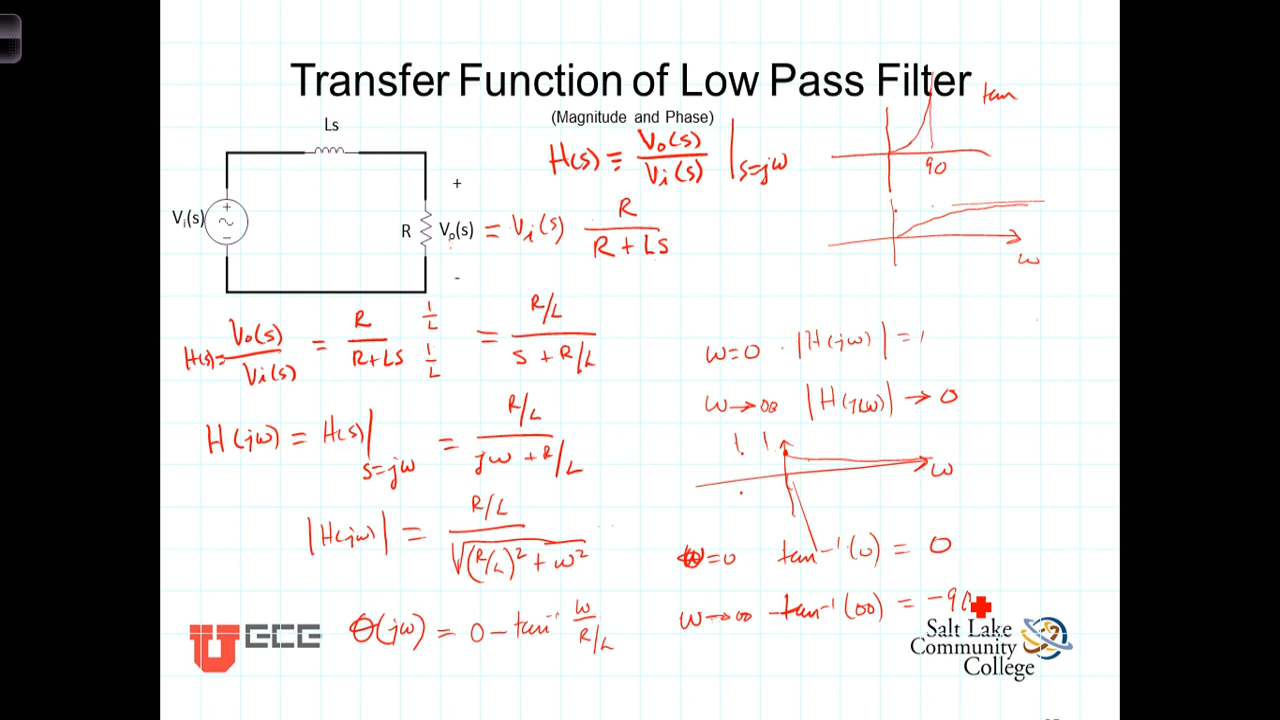 Transfer Function of Low Pass Filter
(Magnitude and Phase)
tan
90
ω
Ls
+
Vᵢ(s)
+
−
R
Vₒ(s)
-
H(s) = Vₒ(s) / Vᵢ(s) |s=jω
= Vᵢ(s) R / (R + Ls)
H(s) = Vₒ(s) / Vᵢ(s) = R / (R+Ls) (1/L) / (1/L) = (R/L) / (s + R/L)
H(jω) = H(s)|s=jω = (R/L) / (jω + R/L)
|H(jω)| = (R/L) / √((R/L)² + ω²)
θ(jω) = 0 − tan⁻¹ ω / (R/L)
ω=0 |H(jω)| = 1
ω→∞ |H(jω)| → 0
ω
ω=0 tan⁻¹(0) = 0
ω→∞ −tan⁻¹(∞) = −90
U ECE
Salt Lake
Community
College